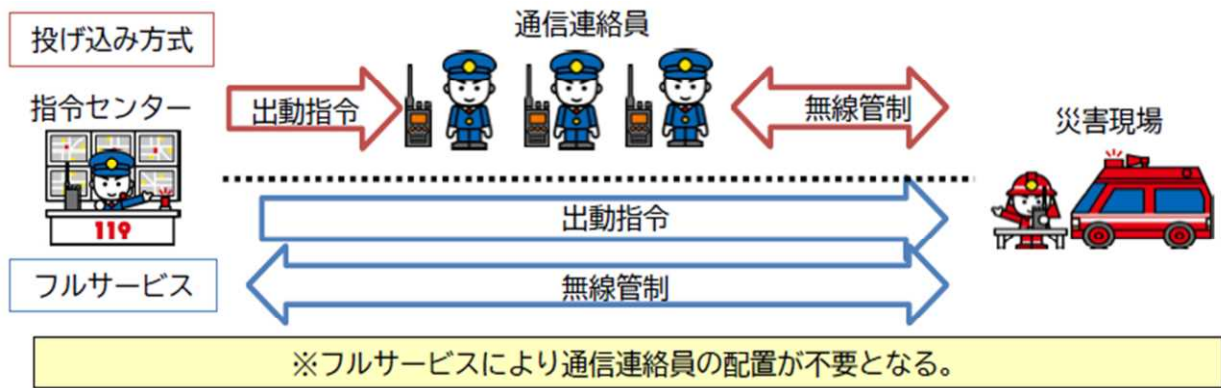 投げ込み方式
通信連絡員
指令センター
出動指令
無線管制
災害現場
119
出動指令
フルサービス
無線管制
※フルサービスにより通信連絡員の配置が不要となる。